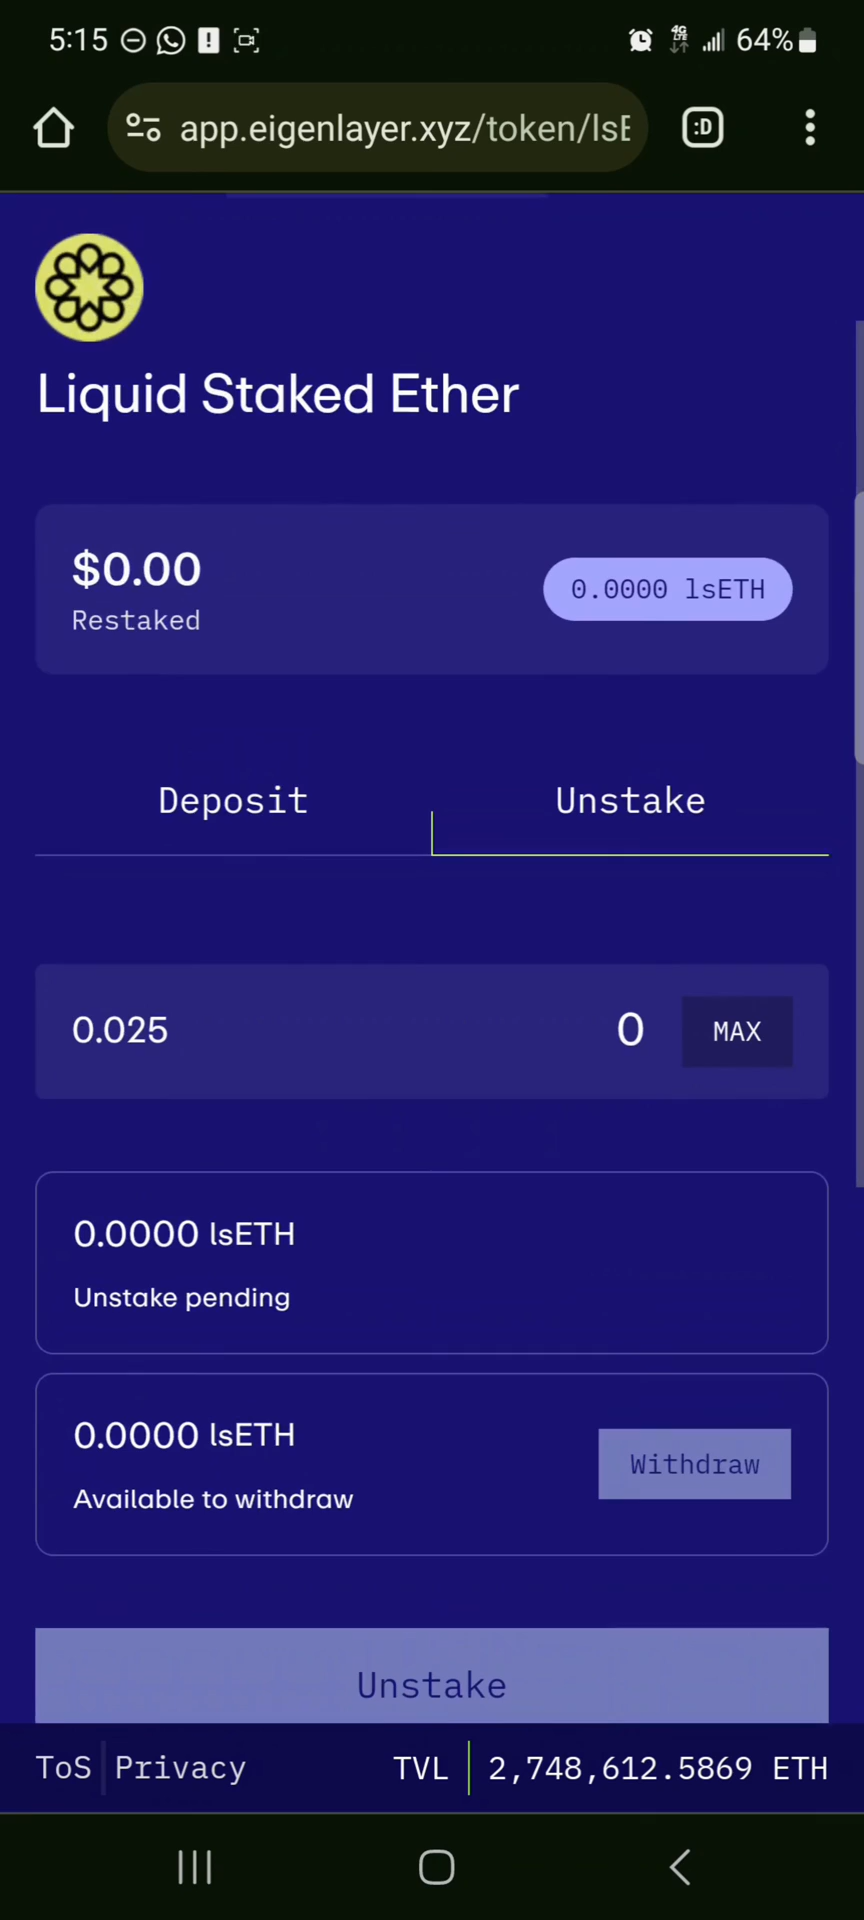 5:15
4G LTE
64%
app.eigenlayer.xyz/token/lsE
:D
Liquid Staked Ether
$0.00
0.0000 lsETH
Restaked
Deposit
Unstake
0.025
0
MAX
0.0000 lsETH
Unstake pending
0.0000 lsETH
Withdraw
Available to withdraw
Unstake
ToS
Privacy
TVL
2,748,612.5869 ETH